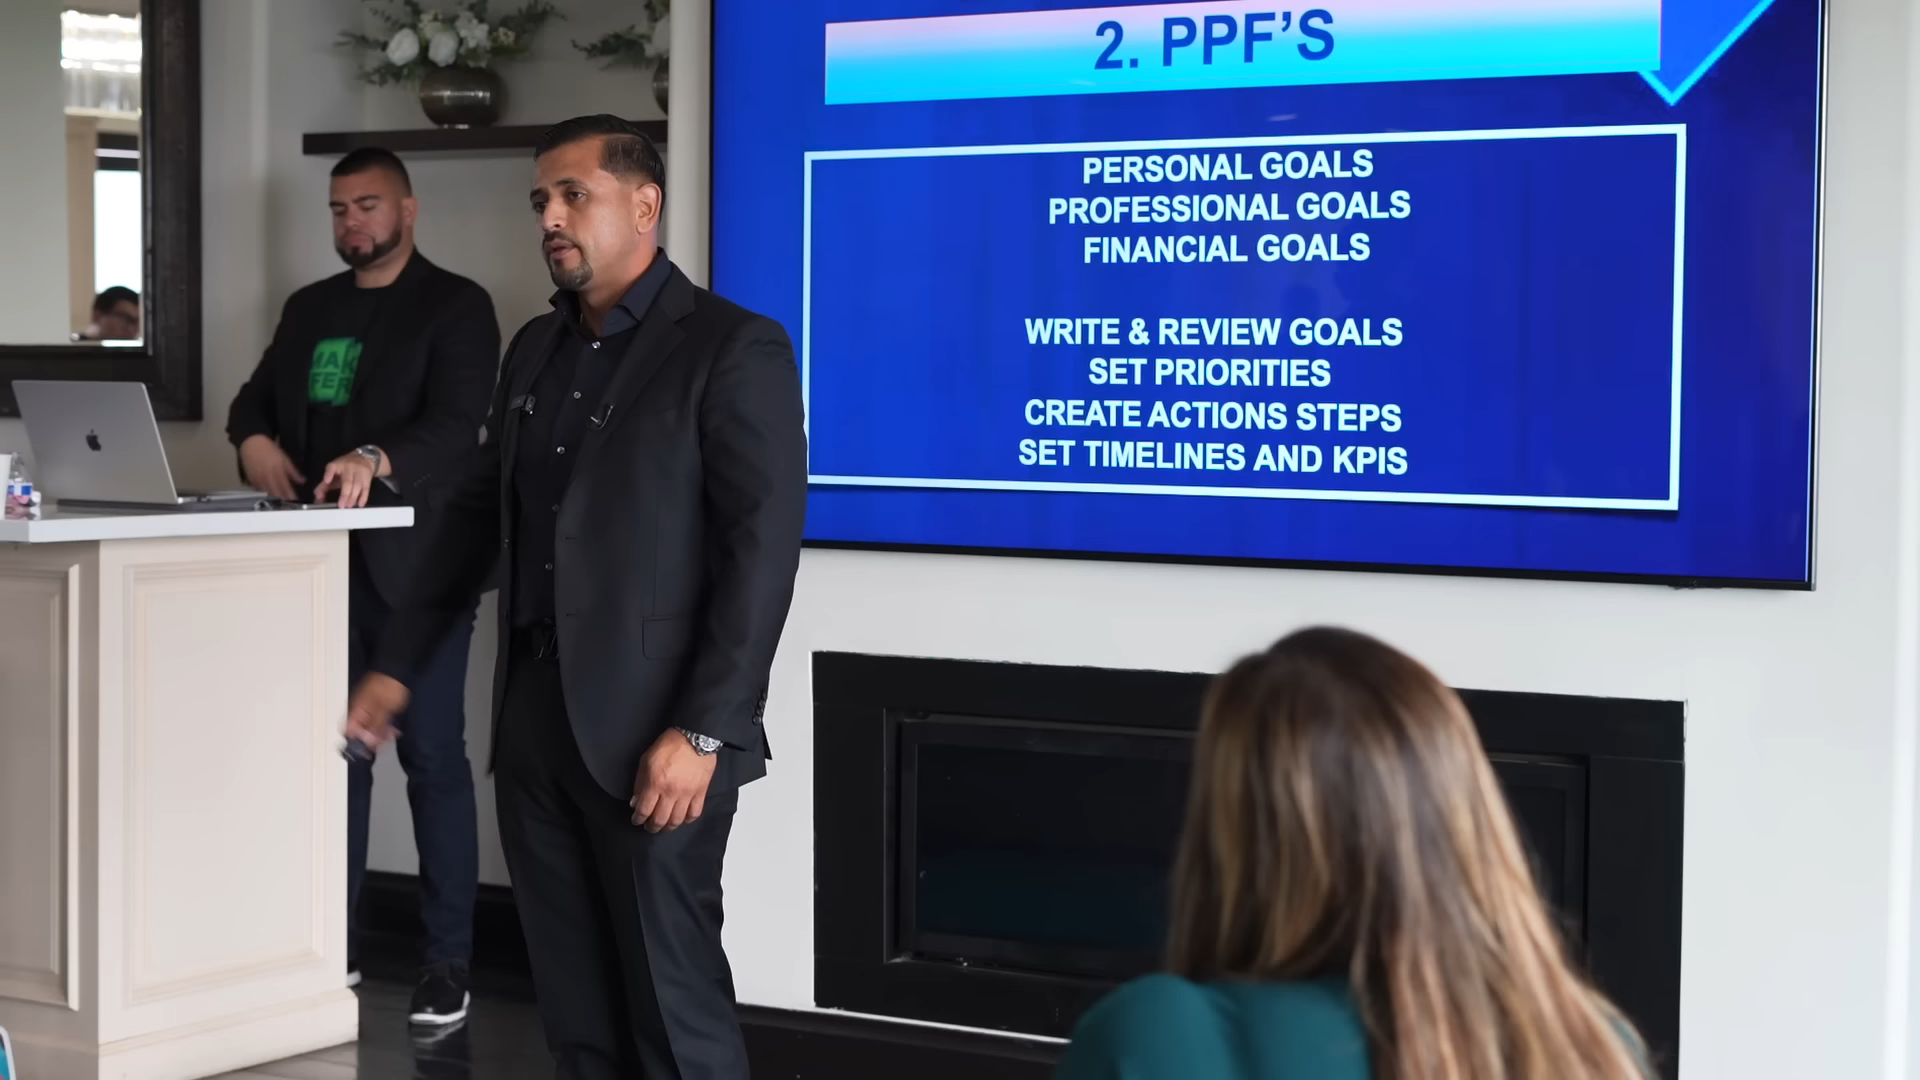 2. PPF'S
PERSONAL GOALS
PROFESSIONAL GOALS
FINANCIAL GOALS
WRITE & REVIEW GOALS
SET PRIORITIES
CREATE ACTIONS STEPS
SET TIMELINES AND KPIS